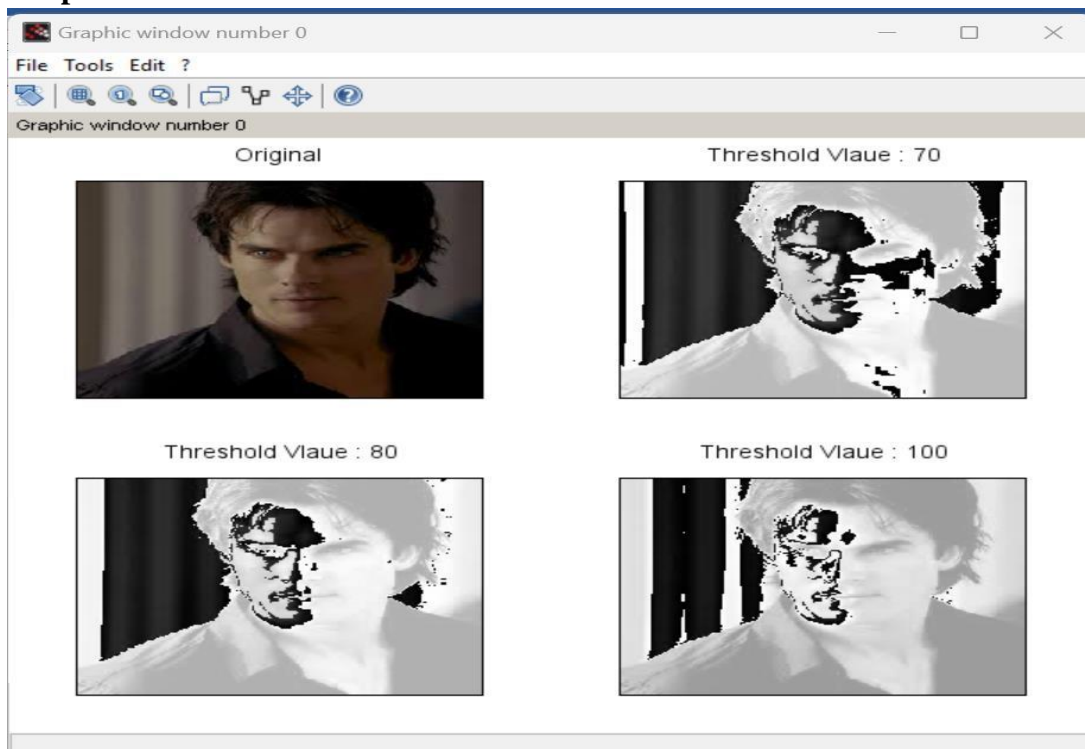 Graphic window number 0
File Tools Edit ?
Graphic window number 0
Original
Threshold Vlaue : 70
Threshold Vlaue : 80
Threshold Vlaue : 100